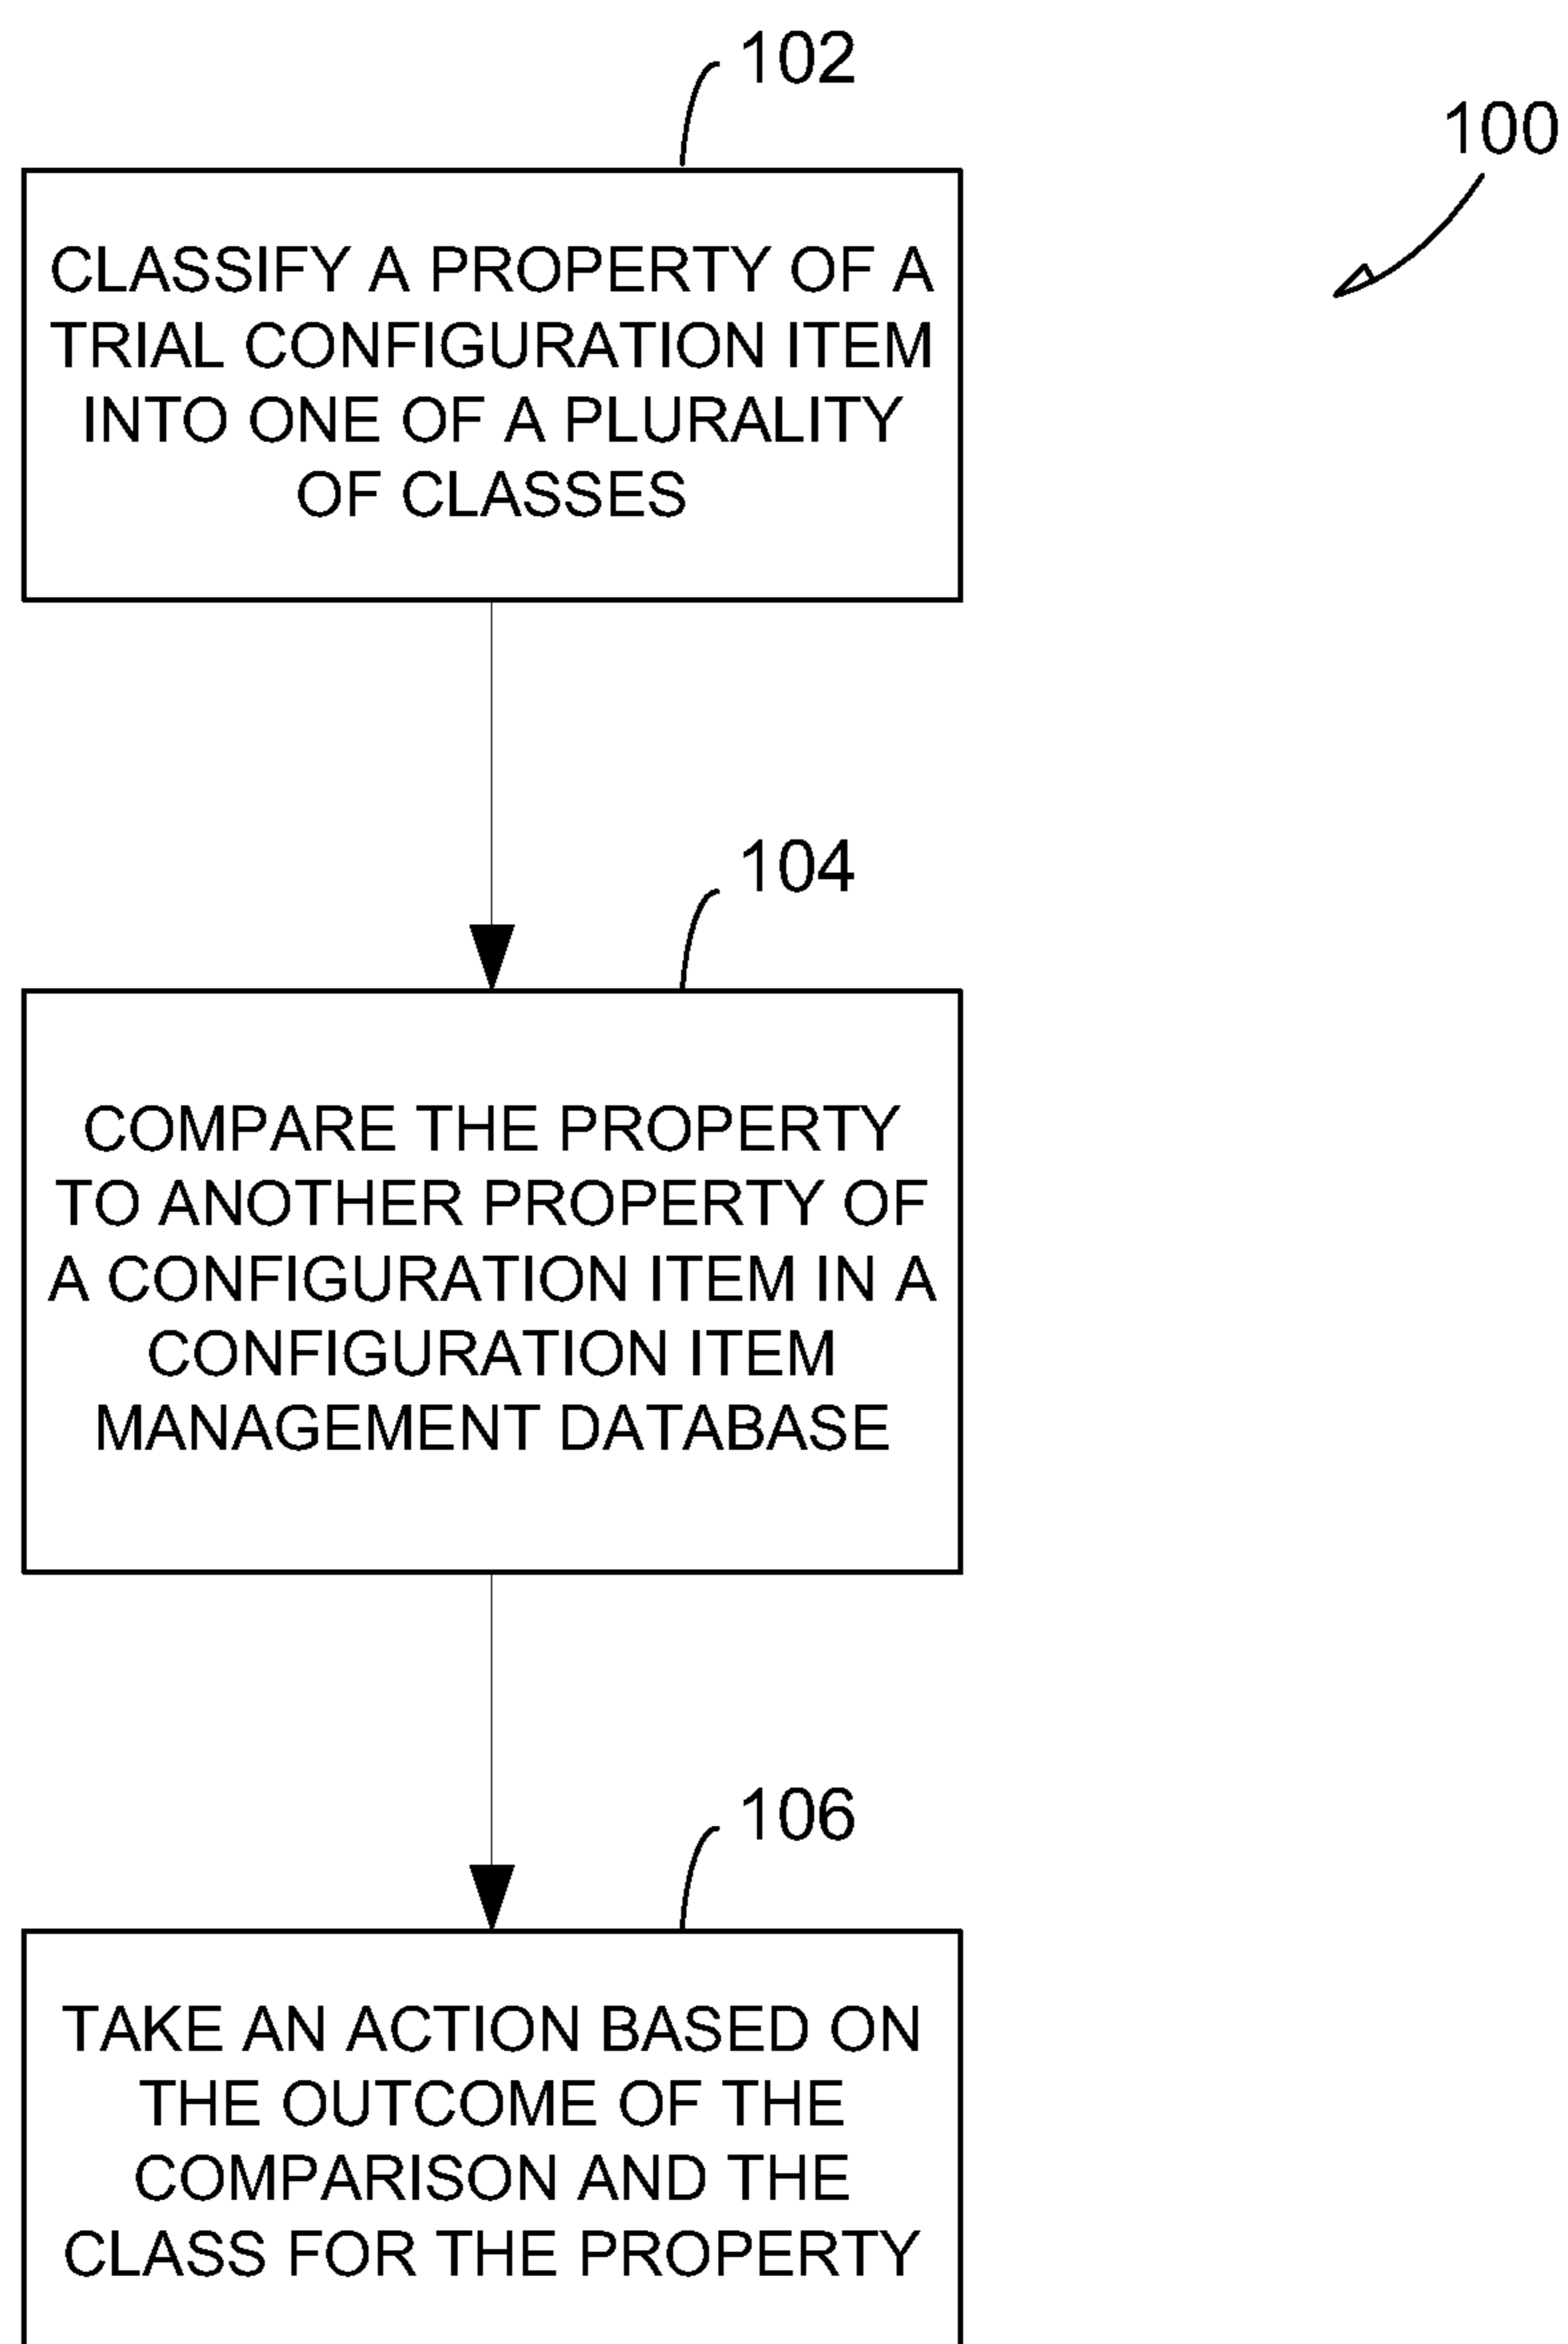 102
100
CLASSIFY A PROPERTY OF A
TRIAL CONFIGURATION ITEM
INTO ONE OF A PLURALITY
OF CLASSES
104
COMPARE THE PROPERTY
TO ANOTHER PROPERTY OF
A CONFIGURATION ITEM IN A
CONFIGURATION ITEM
MANAGEMENT DATABASE
106
TAKE AN ACTION BASED ON
THE OUTCOME OF THE
COMPARISON AND THE
CLASS FOR THE PROPERTY